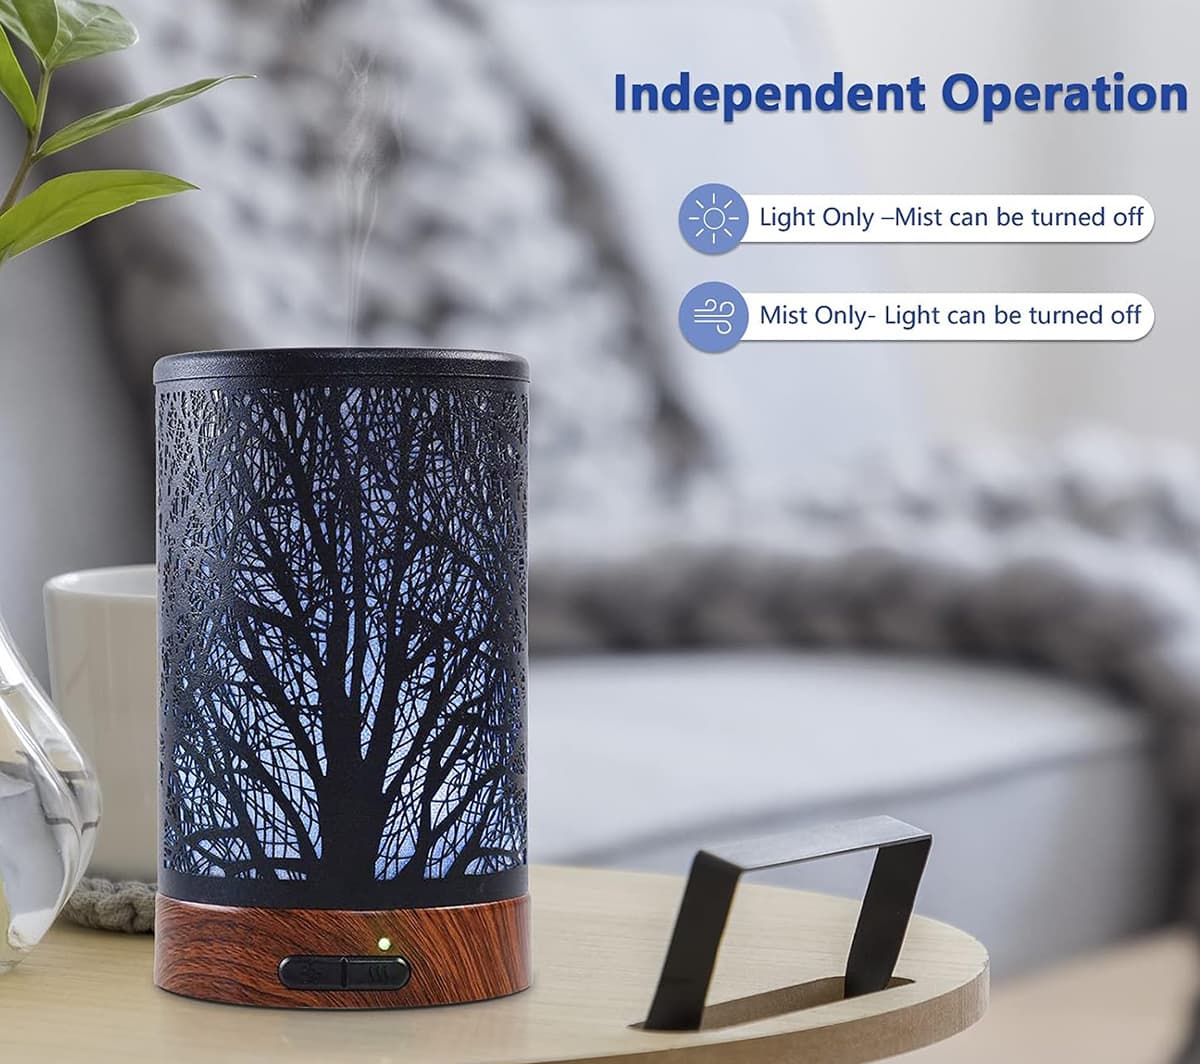 Independent Operation
Light Only –Mist can be turned off
Mist Only- Light can be turned off